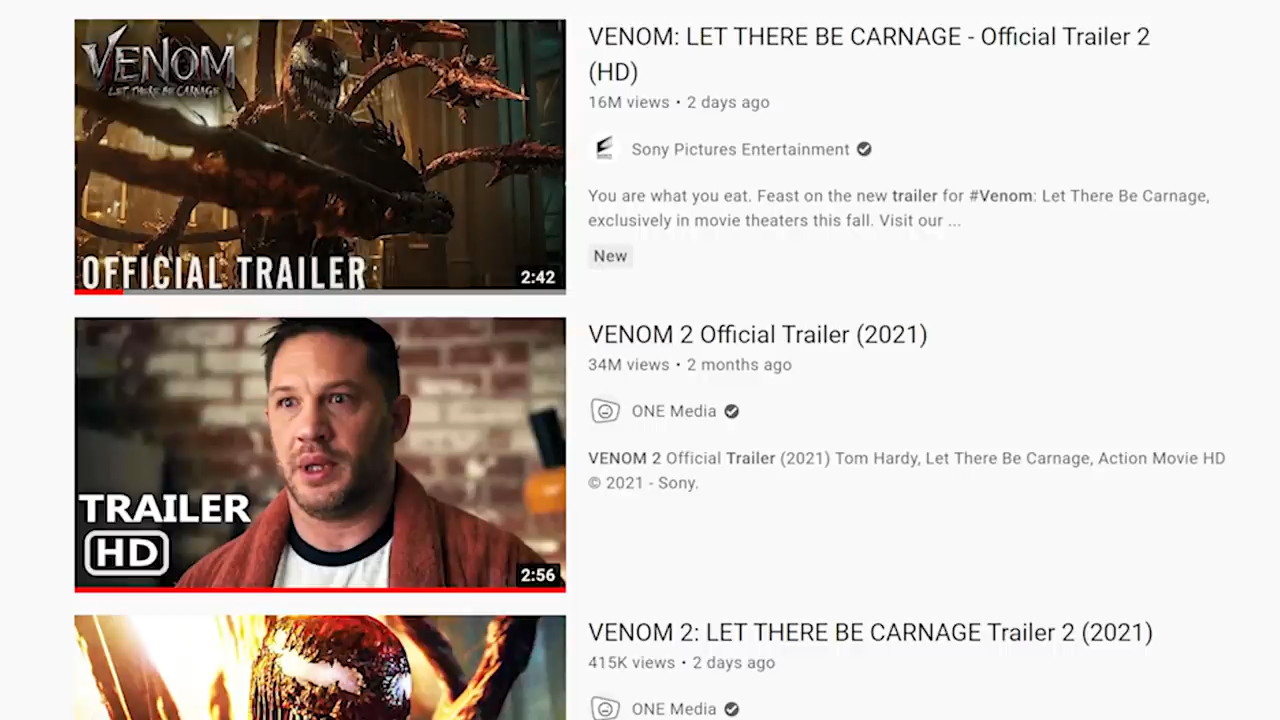 VENOM
LET THERE BE CARNAGE
OFFICIAL TRAILER
2:42
VENOM: LET THERE BE CARNAGE - Official Trailer 2
(HD)
16M views • 2 days ago
Sony Pictures Entertainment
You are what you eat. Feast on the new trailer for #Venom: Let There Be Carnage,
exclusively in movie theaters this fall. Visit our ...
New
TRAILER
HD
2:56
VENOM 2 Official Trailer (2021)
34M views • 2 months ago
ONE Media
VENOM 2 Official Trailer (2021) Tom Hardy, Let There Be Carnage, Action Movie HD
© 2021 - Sony.
VENOM 2: LET THERE BE CARNAGE Trailer 2 (2021)
415K views • 2 days ago
ONE Media